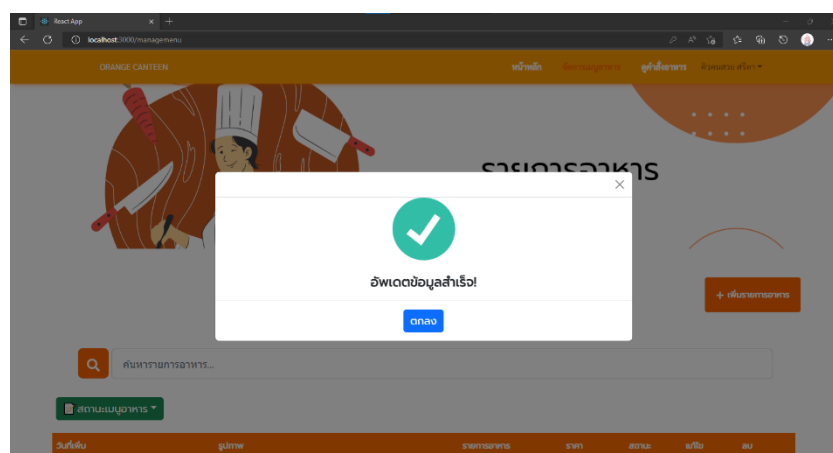 React App
localhost:3000/managemenu
ORANGE CANTEEN
หน้าหลัก จัดการเมนูอาหาร ดูคำสั่งอาหาร
รายการอาหาร
อัพเดตข้อมูลสำเร็จ!
ตกลง
+ เพิ่มรายการอาหาร
ค้นหารายการอาหาร...
สถานะเมนูอาหาร
วันที่เพิ่ม รูปภาพ รายการอาหาร ราคา สถานะ แก้ไข ลบ